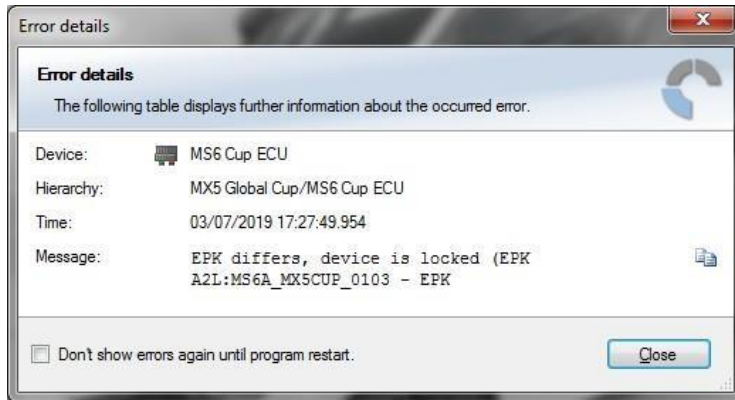 Error details
Error details
The following table displays further information about the occurred error.
Device: MS6 Cup ECU
Hierarchy: MX5 Global Cup/MS6 Cup ECU
Time: 03/07/2019 17:27:49.954
Message: EPK differs, device is locked (EPK
A2L:MS6A_MX5CUP_0103 - EPK
Don't show errors again until program restart.
Close